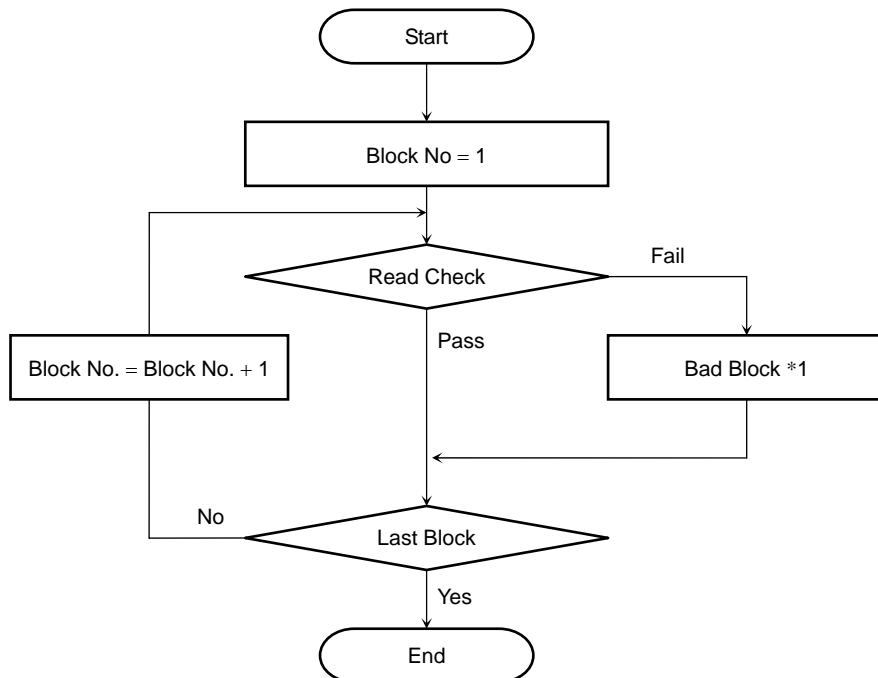 Start
Block No = 1
Read Check
Fail
Pass
Block No. = Block No. + 1
Bad Block *1
No
Last Block
Yes
End